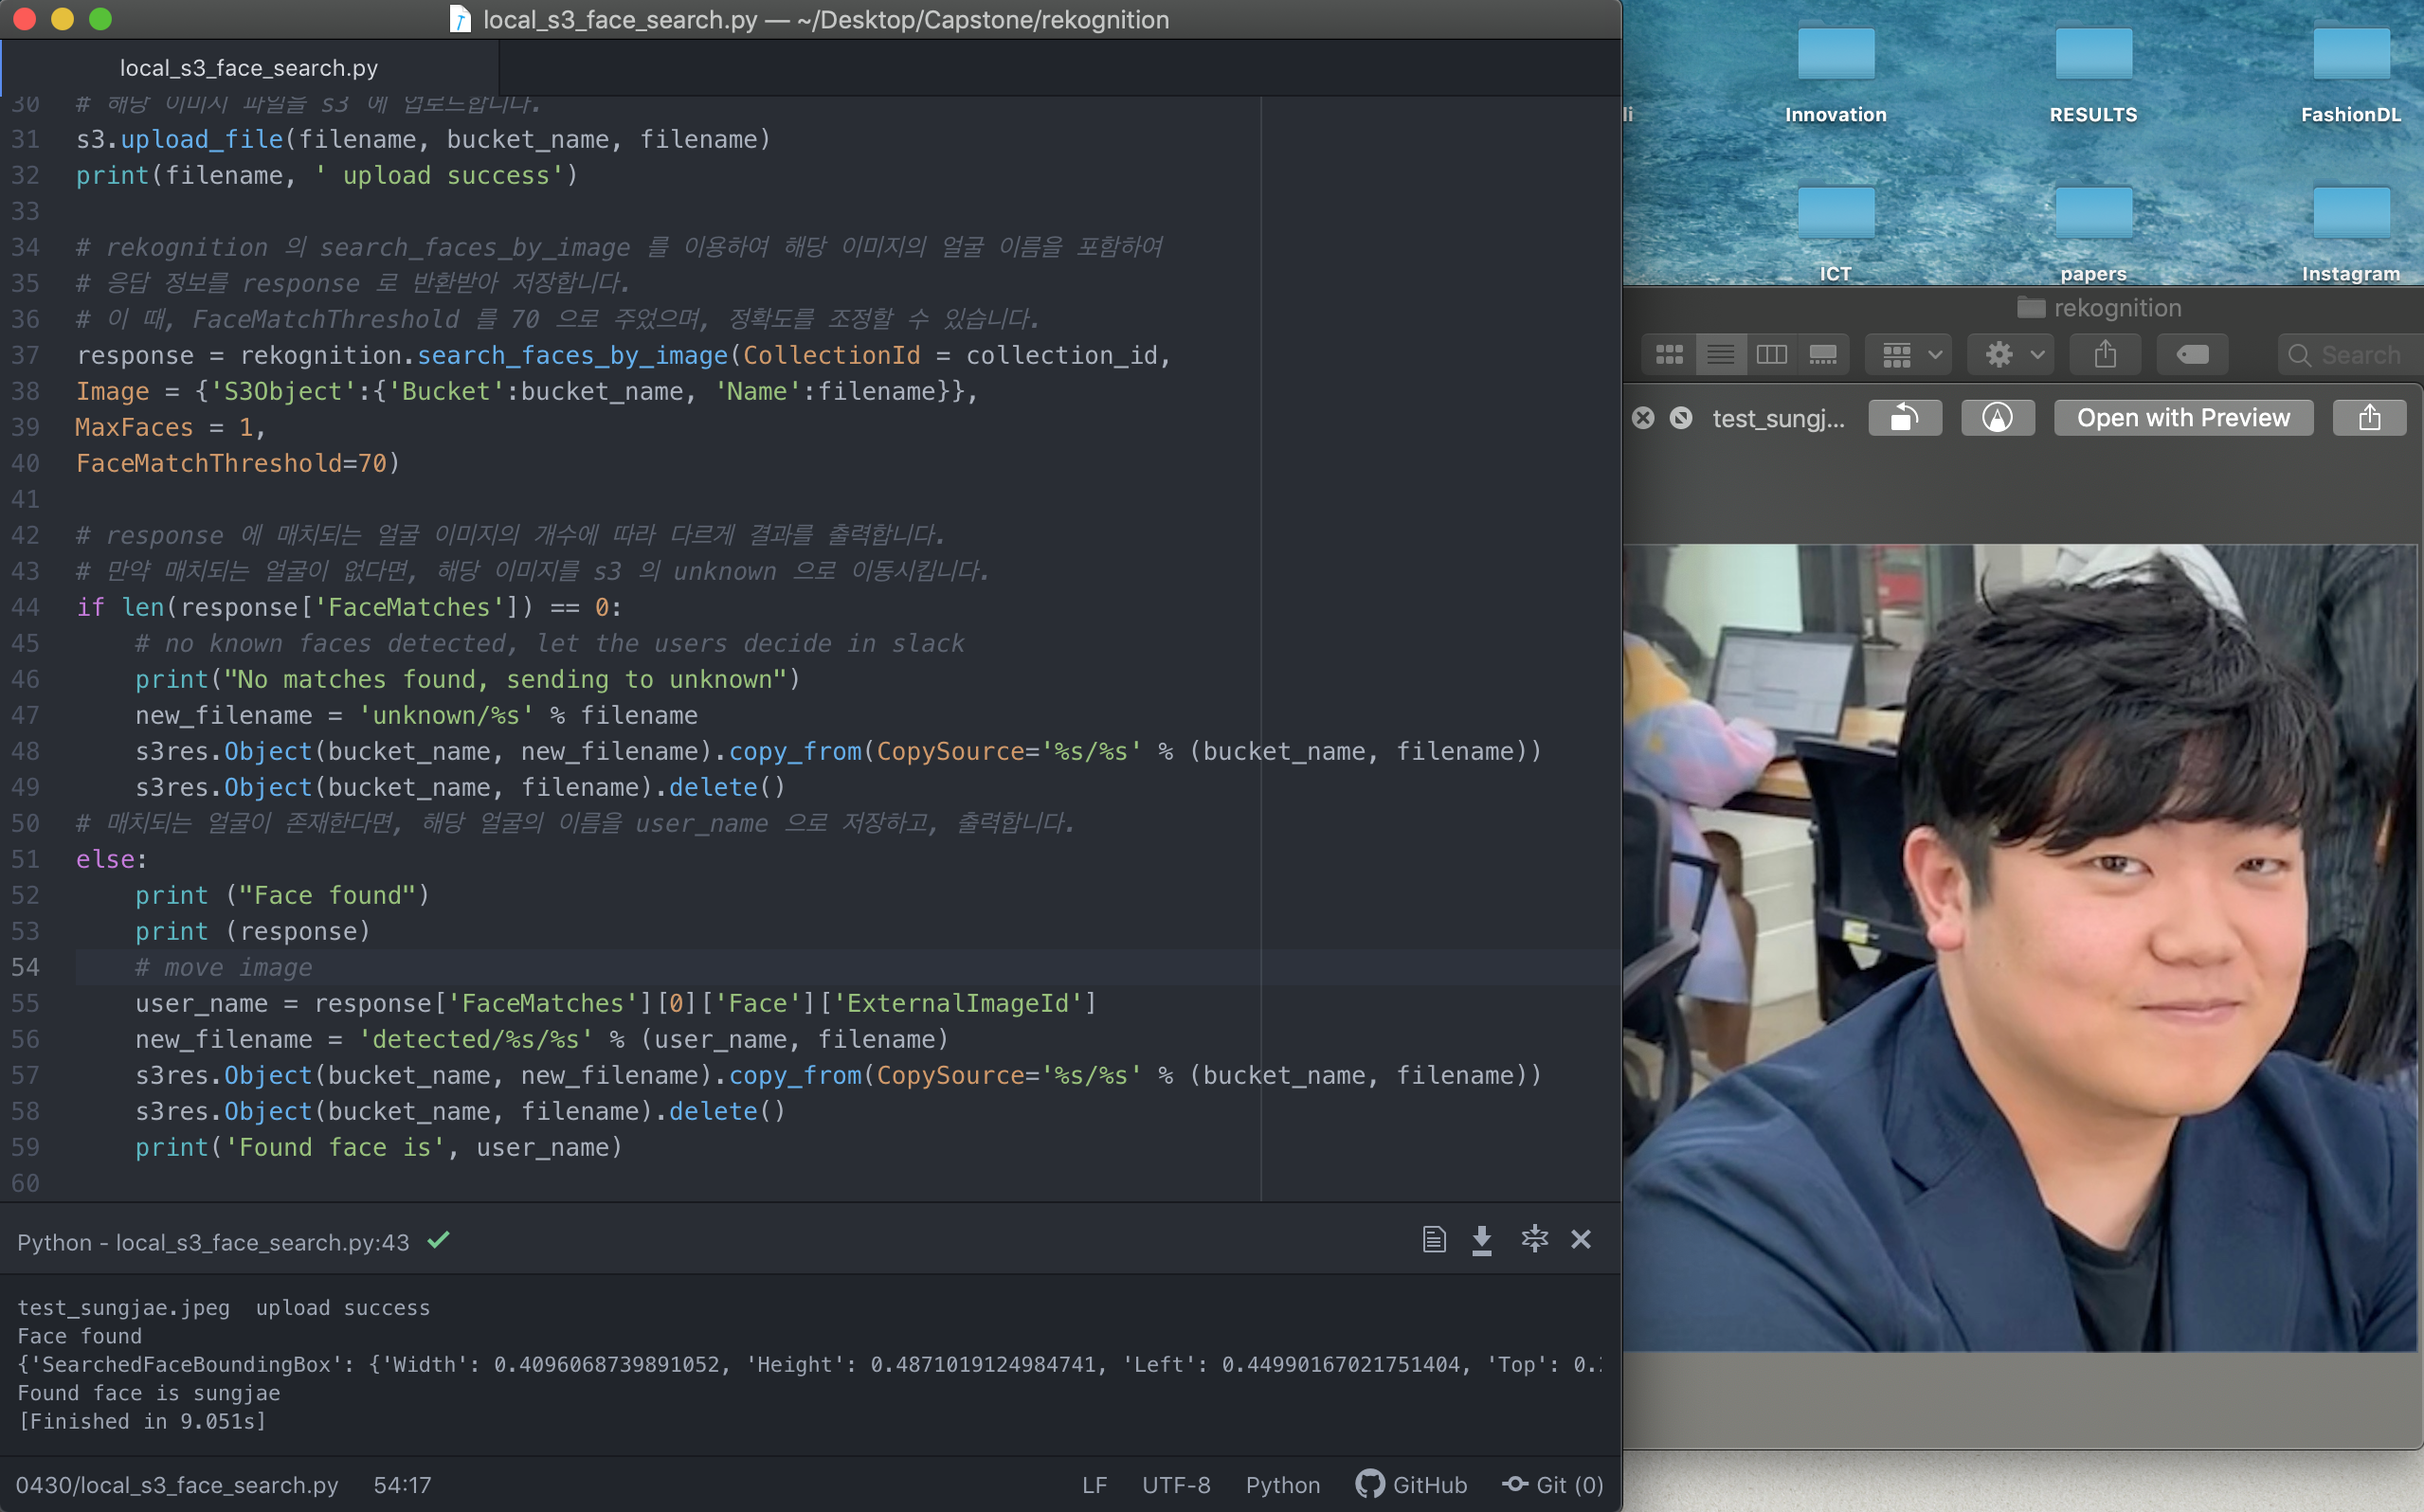 local_s3_face_search.py — ~/Desktop/Capstone/rekognition
local_s3_face_search.py
30 # 해당 이미지 파일을 s3 에 업로드합니다.
31 s3.upload_file(filename, bucket_name, filename)
32 print(filename, ' upload success')
33
34 # rekognition 의 search_faces_by_image 를 이용하여 해당 이미지의 얼굴 이름을 포함하여
35 # 응답 정보를 response 로 반환받아 저장합니다.
36 # 이 때, FaceMatchThreshold 를 70 으로 주었으며, 정확도를 조정할 수 있습니다.
37 response = rekognition.search_faces_by_image(CollectionId = collection_id,
38 Image = {'S3Object':{'Bucket':bucket_name, 'Name':filename}},
39 MaxFaces = 1,
40 FaceMatchThreshold=70)
41
42 # response 에 매치되는 얼굴 이미지의 개수에 따라 다르게 결과를 출력합니다.
43 # 만약 매치되는 얼굴이 없다면, 해당 이미지를 s3 의 unknown 으로 이동시킵니다.
44 if len(response['FaceMatches']) == 0:
45     # no known faces detected, let the users decide in slack
46     print("No matches found, sending to unknown")
47     new_filename = 'unknown/%s' % filename
48     s3res.Object(bucket_name, new_filename).copy_from(CopySource='%s/%s' % (bucket_name, filename))
49     s3res.Object(bucket_name, filename).delete()
50 # 매치되는 얼굴이 존재한다면, 해당 얼굴의 이름을 user_name 으로 저장하고, 출력합니다.
51 else:
52     print ("Face found")
53     print (response)
54     # move image
55     user_name = response['FaceMatches'][0]['Face']['ExternalImageId']
56     new_filename = 'detected/%s/%s' % (user_name, filename)
57     s3res.Object(bucket_name, new_filename).copy_from(CopySource='%s/%s' % (bucket_name, filename))
58     s3res.Object(bucket_name, filename).delete()
59     print('Found face is', user_name)
60
Python - local_s3_face_search.py:43
test_sungjae.jpeg  upload success
Face found
{'SearchedFaceBoundingBox': {'Width': 0.4096068739891052, 'Height': 0.4871019124984741, 'Left': 0.44990167021751404, 'Top': 0.
Found face is sungjae
[Finished in 9.051s]
0430/local_s3_face_search.py 54:17 LF UTF-8 Python GitHub Git (0)
li Innovation RESULTS FashionDL
ICT papers Instagram
rekognition
Search
test_sungj... Open with Preview